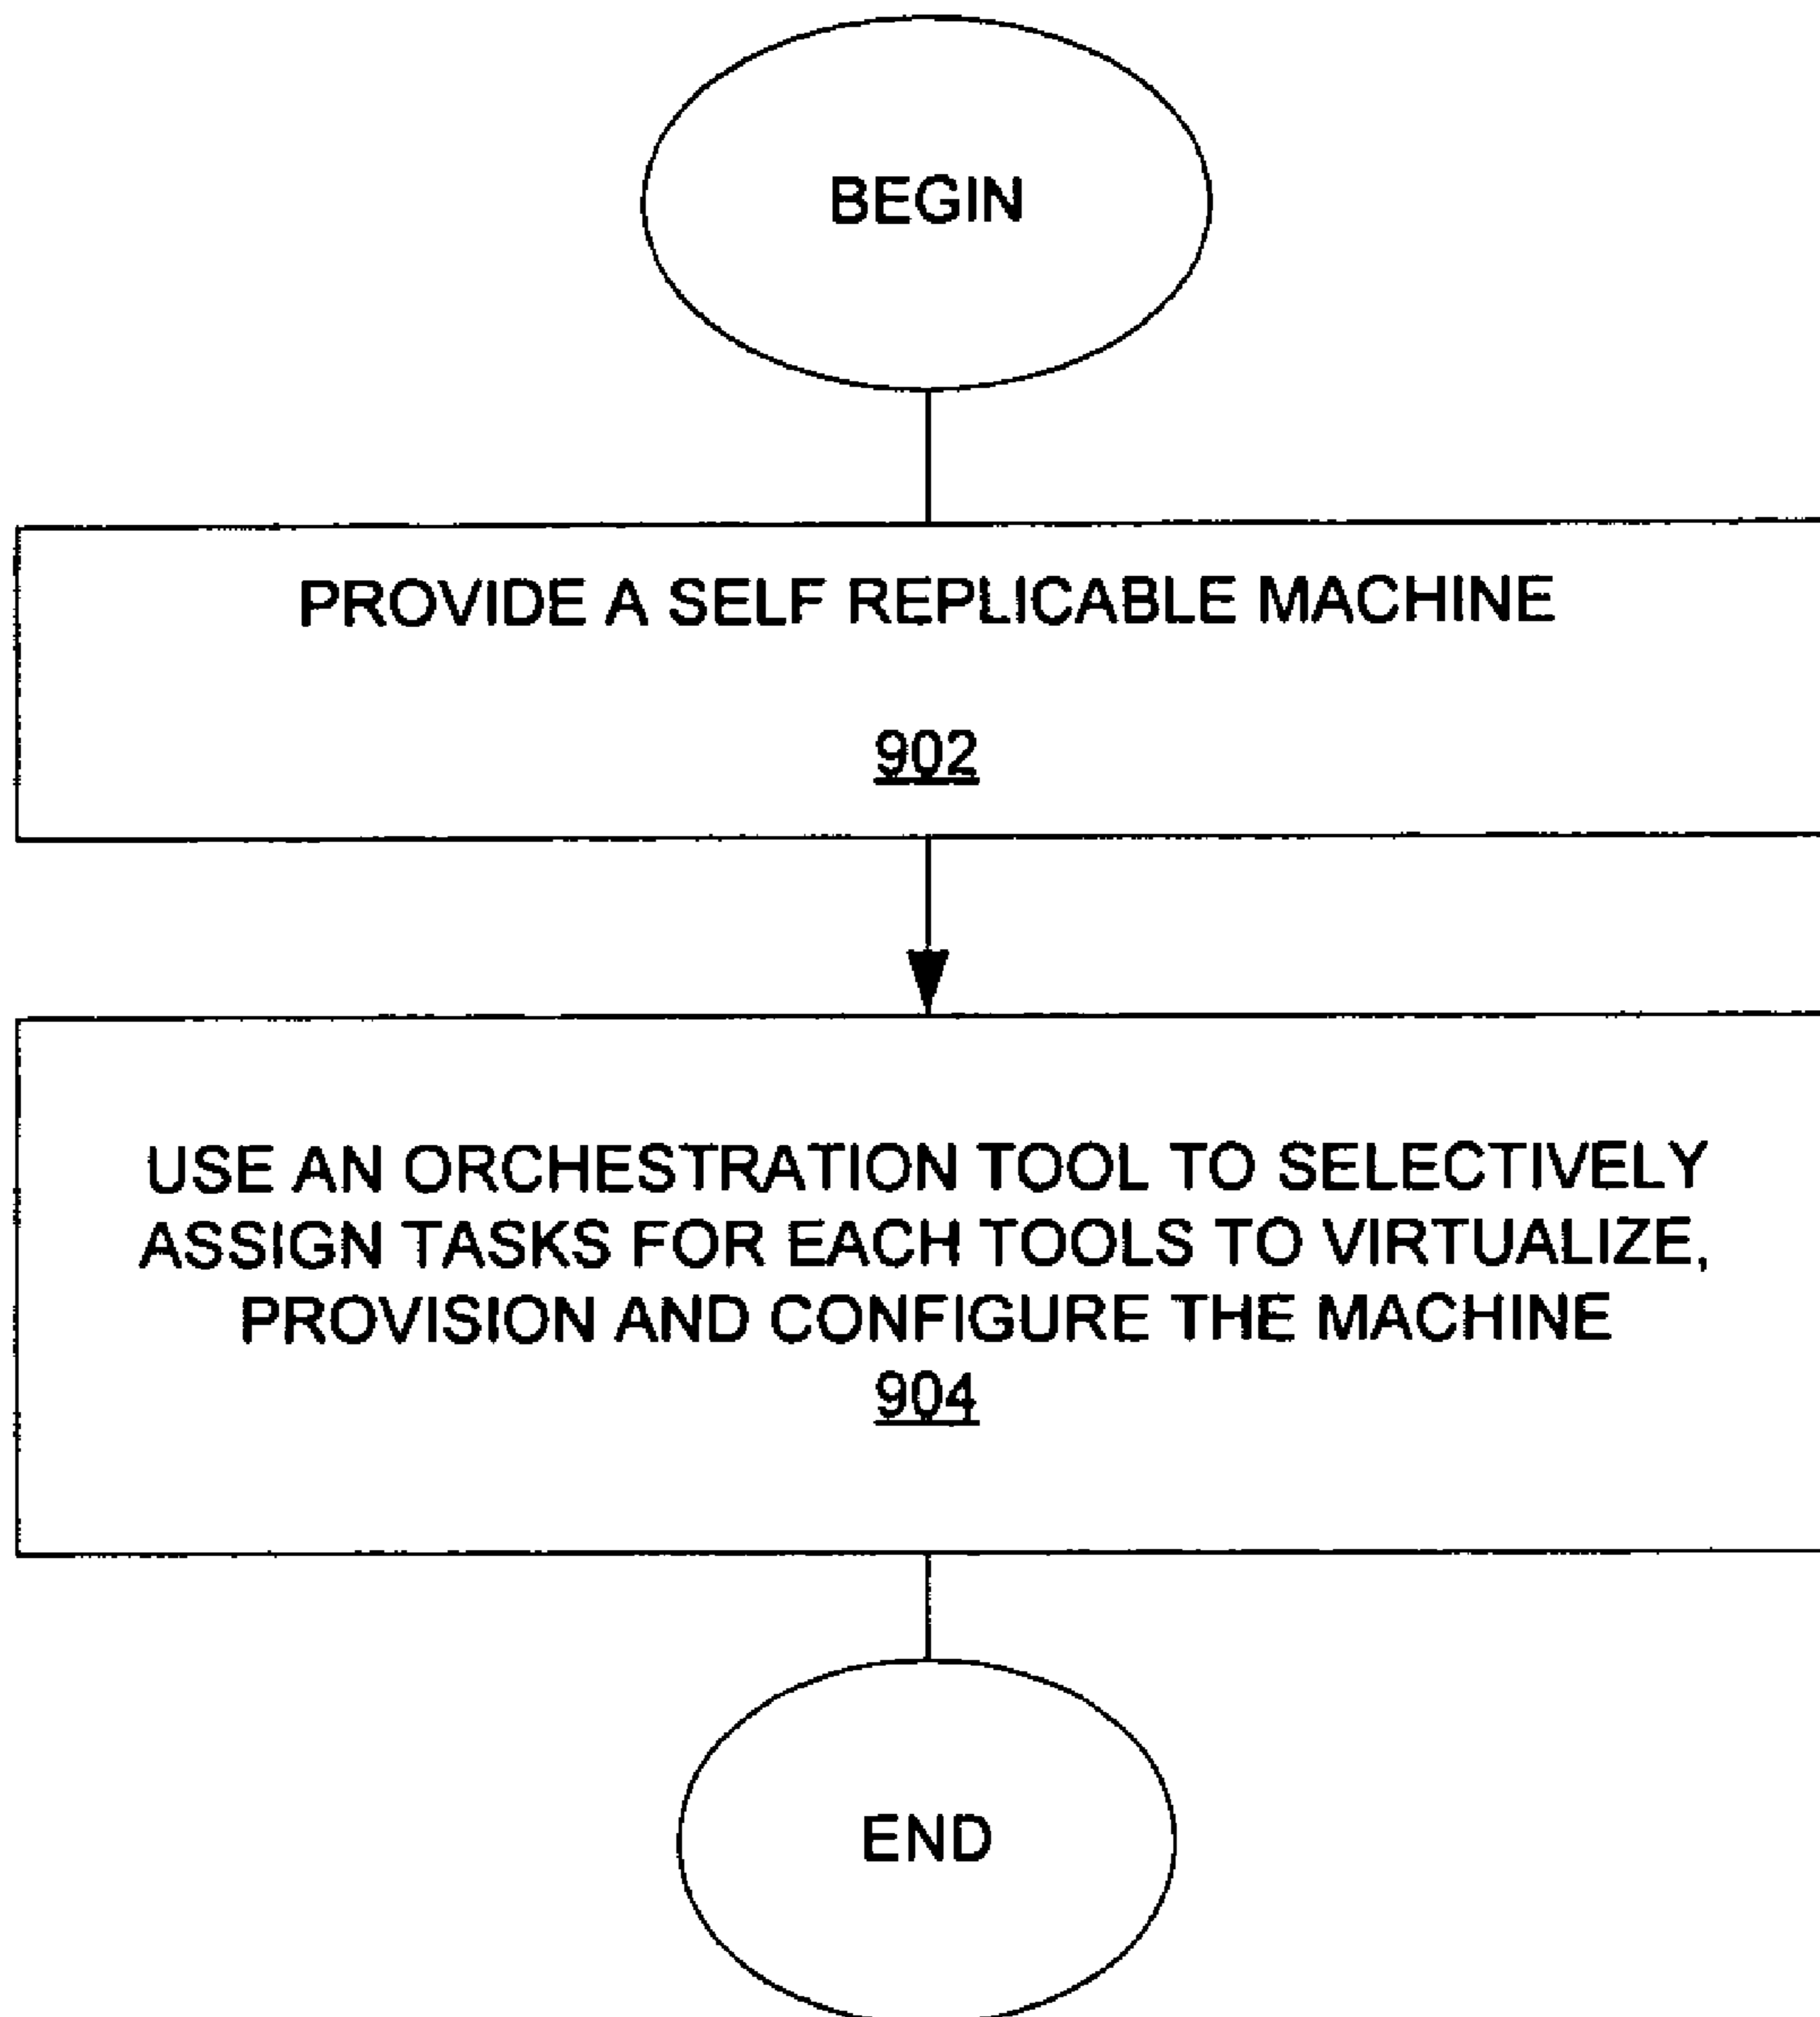 BEGIN
PROVIDE A SELF REPLICABLE MACHINE
902
USE AN ORCHESTRATION TOOL TO SELECTIVELY
ASSIGN TASKS FOR EACH TOOLS TO VIRTUALIZE,
PROVISION AND CONFIGURE THE MACHINE
904
END